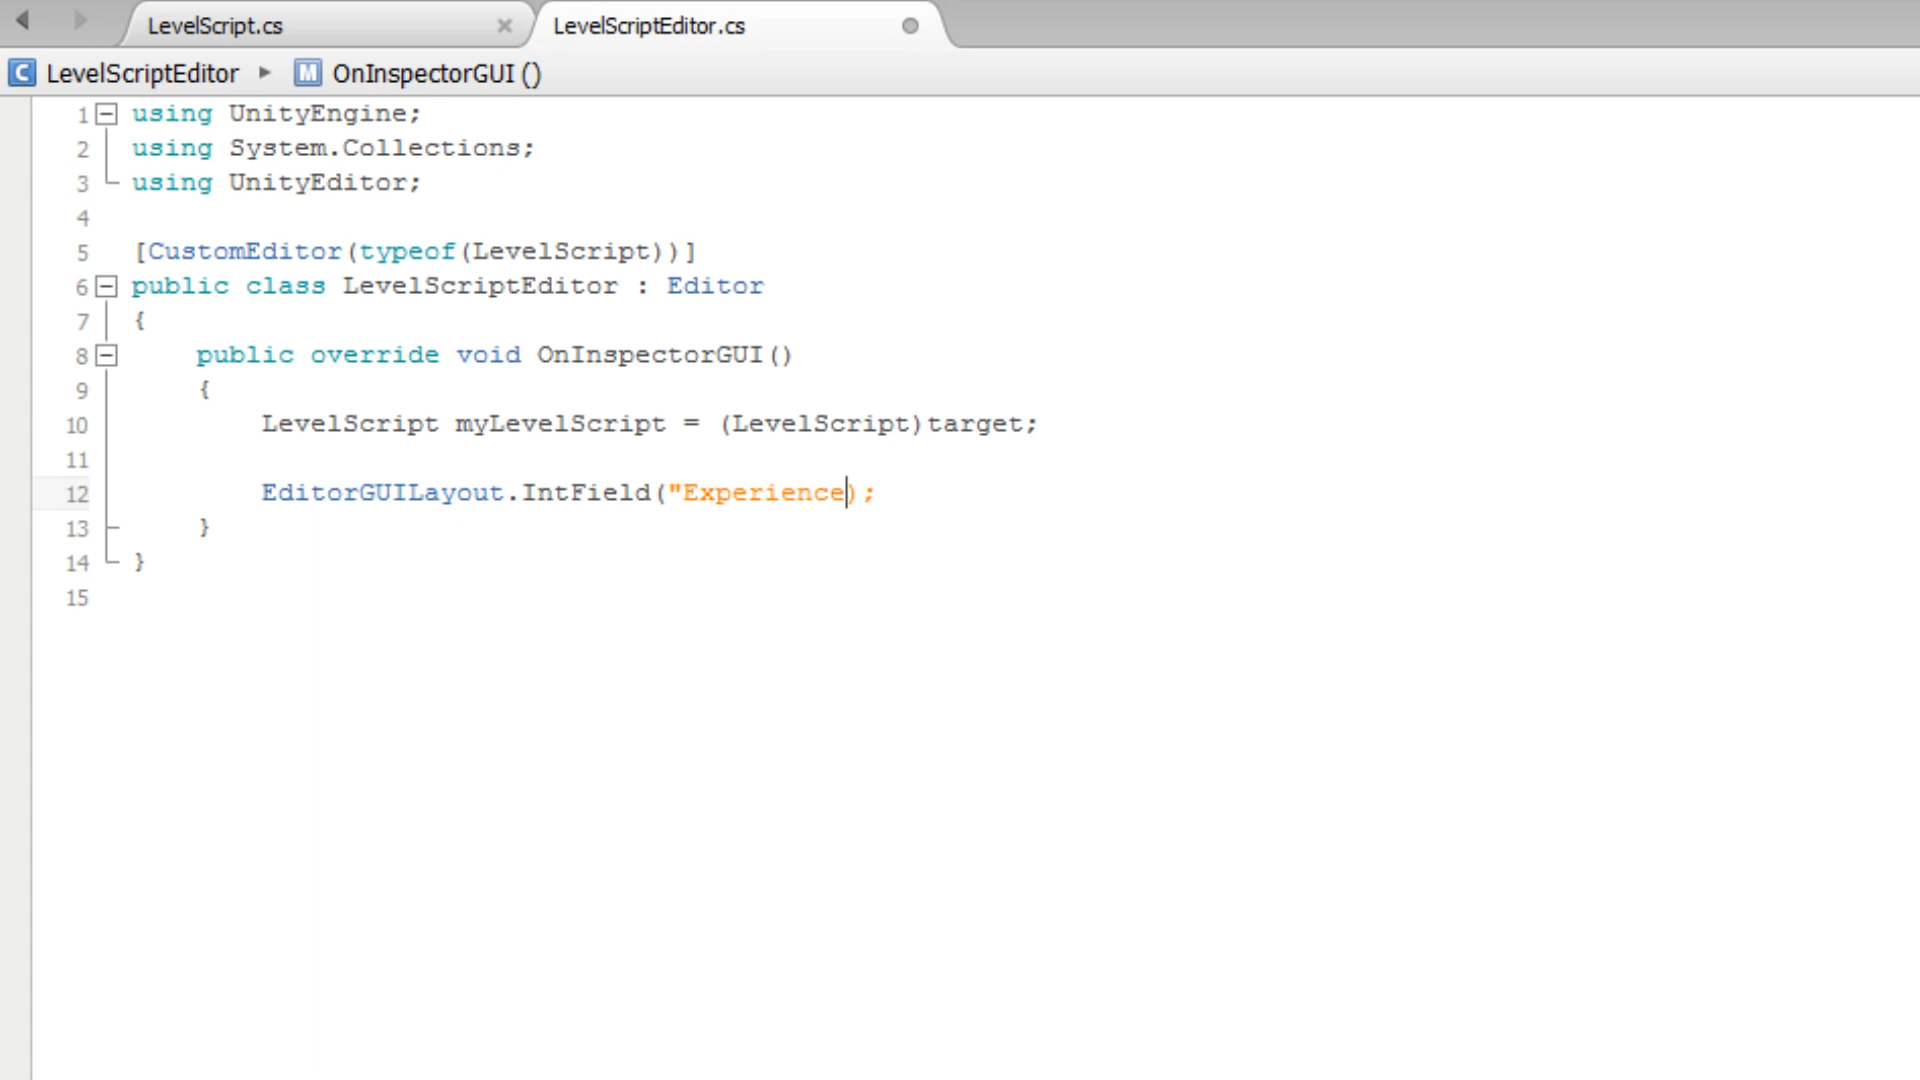 LevelScript.cs LevelScriptEditor.cs
C LevelScriptEditor M OnInspectorGUI ()
1 using UnityEngine;
2 using System.Collections;
3 using UnityEditor;
4
5 [CustomEditor(typeof(LevelScript))]
6 public class LevelScriptEditor : Editor
7 {
8 public override void OnInspectorGUI()
9 {
10 LevelScript myLevelScript = (LevelScript)target;
11
12 EditorGUILayout.IntField("Experience);
13 }
14 }
15